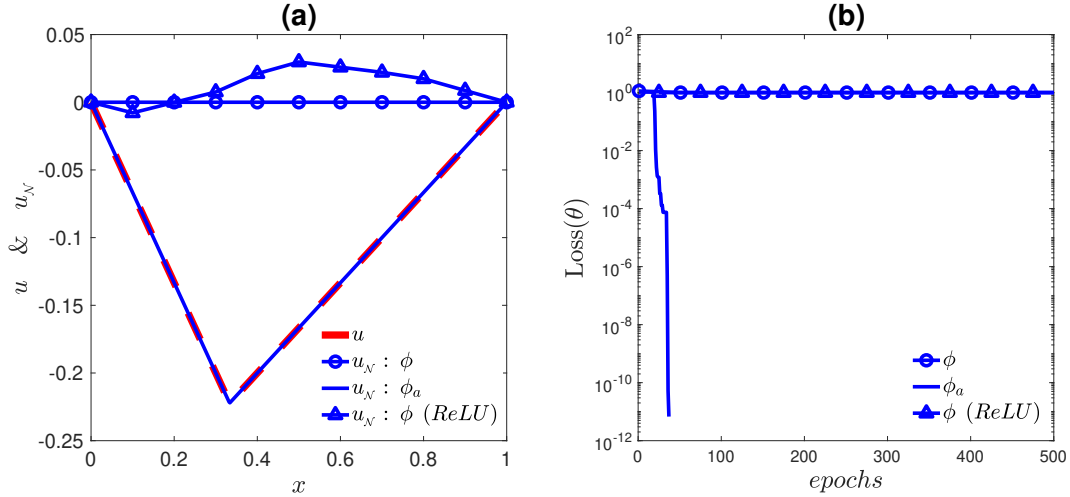 (a)
0.05
0
-0.05
-0.1
-0.15
-0.2
-0.25
0 0.2 0.4 0.6 0.8 1
x
u & u_𝒩
u
u_𝒩 : ϕ
u_𝒩 : ϕ_a
u_𝒩 : ϕ (ReLU)
(b)
10^2
10^0
10^-2
10^-4
10^-6
10^-8
10^-10
10^-12
0 100 200 300 400 500
epochs
Loss(θ)
ϕ
ϕ_a
ϕ (ReLU)